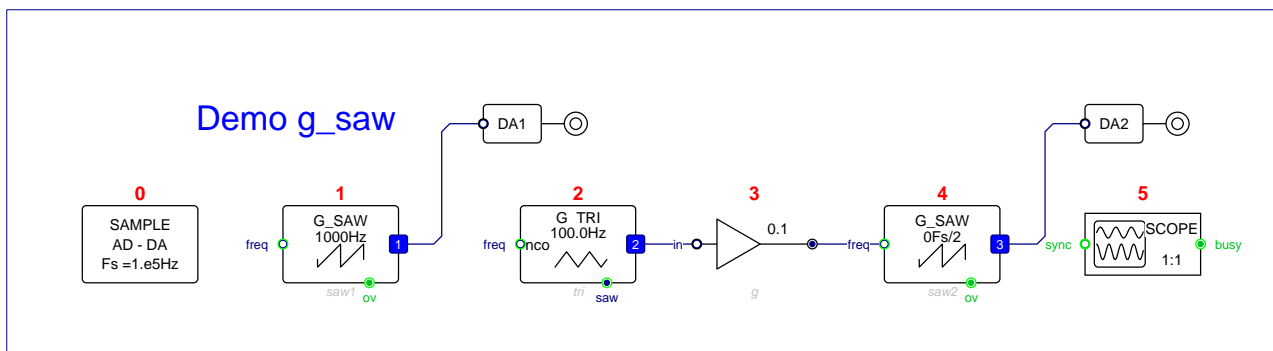 Demo g_saw
DA1
DA2
0
1
2
3
4
5
SAMPLE
AD - DA
Fs =1.e5Hz
freq
G_SAW
1000Hz
1
saw1
ov
freq
nco
G TRI
100.0Hz
2
tri
saw
in
0.1
g
freq
G_SAW
0Fs/2
3
saw2
ov
sync
SCOPE
1:1
busy